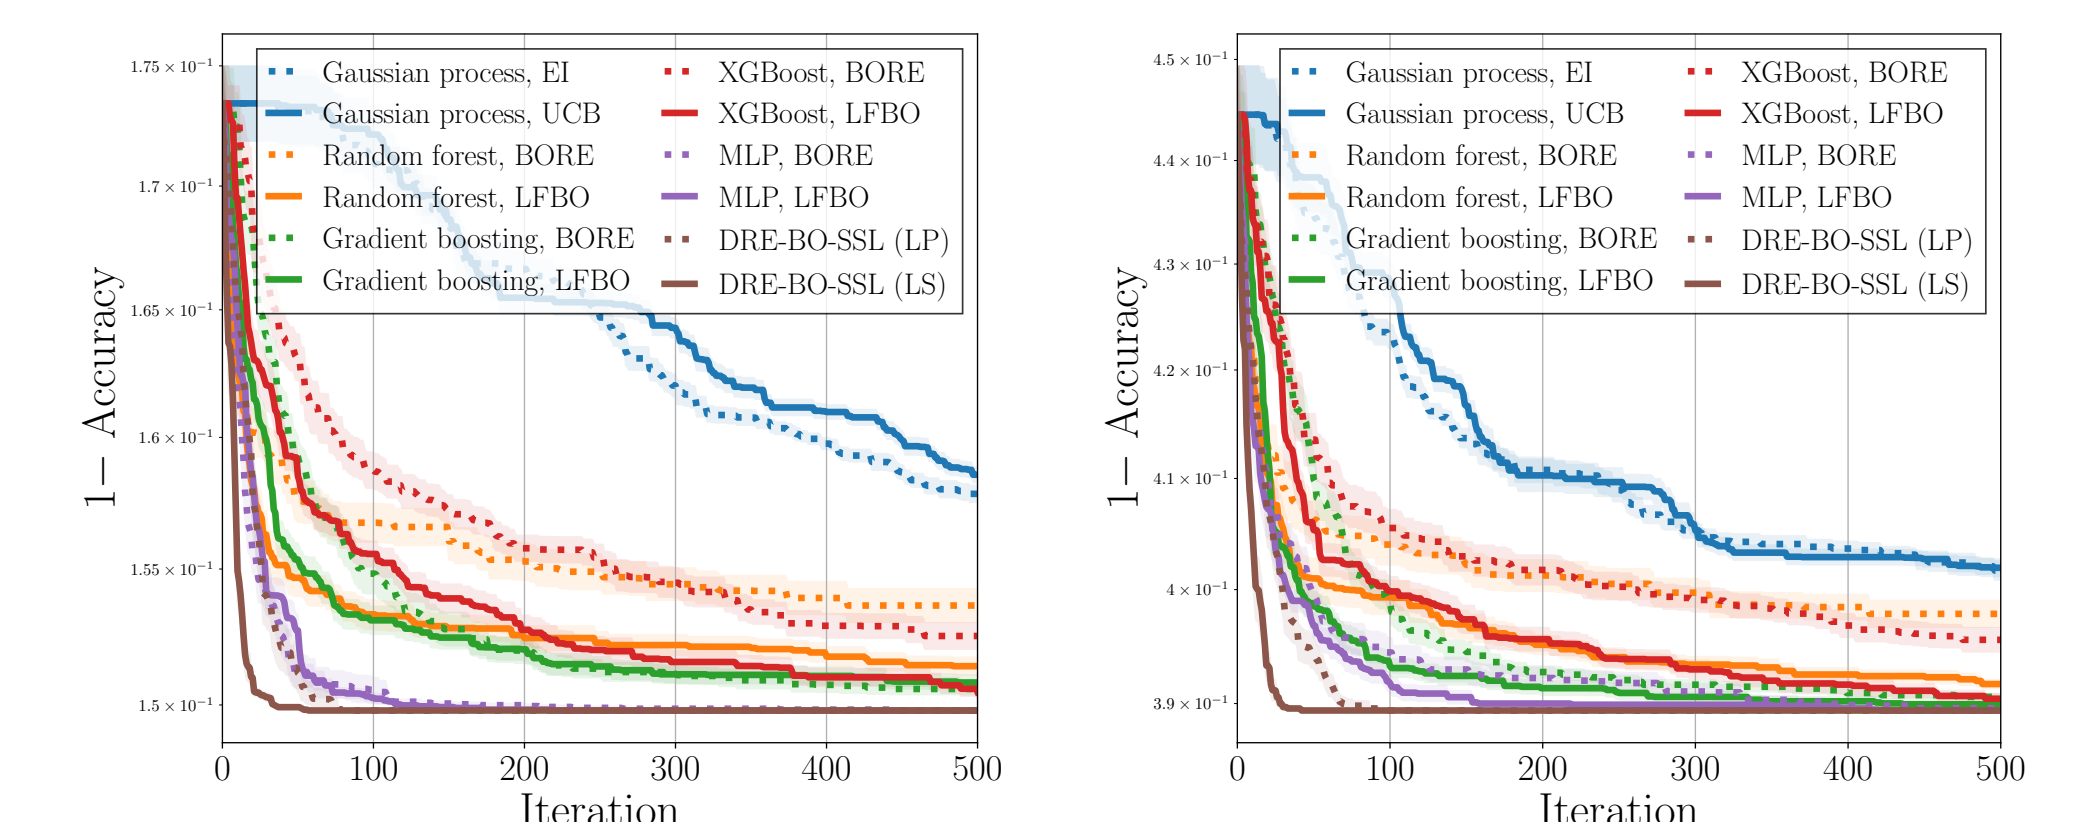 1− Accuracy
1.75 × 10⁻¹
1.7 × 10⁻¹
1.65 × 10⁻¹
1.6 × 10⁻¹
1.55 × 10⁻¹
1.5 × 10⁻¹
Gaussian process, EI
Gaussian process, UCB
Random forest, BORE
Random forest, LFBO
Gradient boosting, BORE
Gradient boosting, LFBO
XGBoost, BORE
XGBoost, LFBO
MLP, BORE
MLP, LFBO
DRE-BO-SSL (LP)
DRE-BO-SSL (LS)
0 100 200 300 400 500
Iteration
1− Accuracy
4.5 × 10⁻¹
4.4 × 10⁻¹
4.3 × 10⁻¹
4.2 × 10⁻¹
4.1 × 10⁻¹
4 × 10⁻¹
3.9 × 10⁻¹
Gaussian process, EI
Gaussian process, UCB
Random forest, BORE
Random forest, LFBO
Gradient boosting, BORE
Gradient boosting, LFBO
XGBoost, BORE
XGBoost, LFBO
MLP, BORE
MLP, LFBO
DRE-BO-SSL (LP)
DRE-BO-SSL (LS)
0 100 200 300 400 500
Iteration